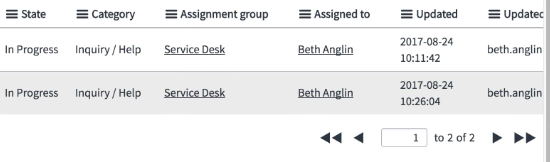 State Category Assignment group Assigned to Updated Updated
In Progress Inquiry / Help Service Desk Beth Anglin 2017-08-24 10:11:42 beth.anglin
In Progress Inquiry / Help Service Desk Beth Anglin 2017-08-24 10:26:04 beth.anglin
1 to 2 of 2